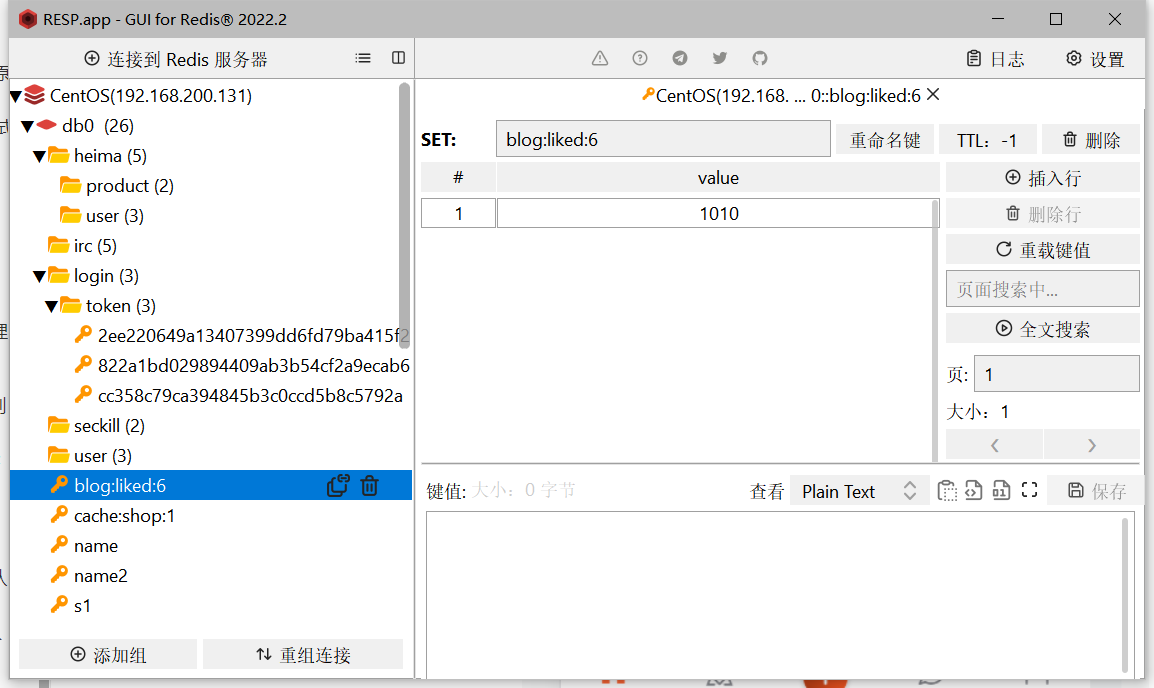 RESP.app - GUI for Redis® 2022.2
连接到 Redis 服务器
日志
设置
CentOS(192.168.200.131)
db0 (26)
heima (5)
product (2)
user (3)
irc (5)
login (3)
token (3)
2ee220649a13407399dd6fd79ba415f2
822a1bd029894409ab3b54cf2a9ecab6
cc358c79ca394845b3c0ccd5b8c5792a
seckill (2)
user (3)
blog:liked:6
cache:shop:1
name
name2
s1
添加组
重组连接
CentOS(192.168. ... 0::blog:liked:6
SET:
blog:liked:6
重命名键
TTL：-1
删除
#
value
1
1010
插入行
删除行
重载键值
页面搜索中...
全文搜索
页:
1
大小：1
键值:
大小：0 字节
查看
Plain Text
保存